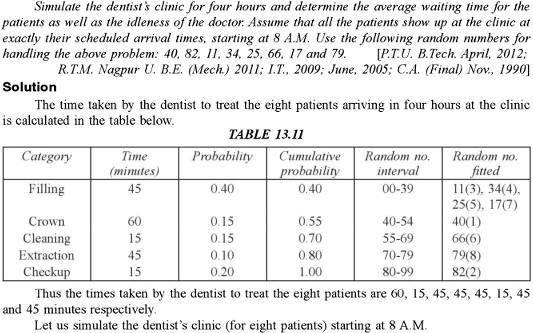 Simulate the dentist's clinic for four hours and determine the average waiting time for the
patients as well as the idleness of the doctor. Assume that all the patients show up at the clinic at
exactly their scheduled arrival times, starting at 8 A.M. Use the following random numbers for
handling the above problem: 40, 82, 11, 34, 25, 66, 17 and 79. [P.T.U. B.Tech. April, 2012;
R.T.M. Nagpur U. B.E. (Mech.) 2011; I.T., 2009; June, 2005; C.A. (Final) Nov., 1990]
Solution
The time taken by the dentist to treat the eight patients arriving in four hours at the clinic
is calculated in the table below.
TABLE 13.11
Category Time Probability Cumulative Random no. Random no.
(minutes) probability interval fitted
Filling 45 0.40 0.40 00-39 11(3), 34(4),
25(5), 17(7)
Crown 60 0.15 0.55 40-54 40(1)
Cleaning 15 0.15 0.70 55-69 66(6)
Extraction 45 0.10 0.80 70-79 79(8)
Checkup 15 0.20 1.00 80-99 82(2)
Thus the times taken by the dentist to treat the eight patients are 60, 15, 45, 45, 45, 15, 45
and 45 minutes respectively.
Let us simulate the dentist's clinic (for eight patients) starting at 8 A.M.